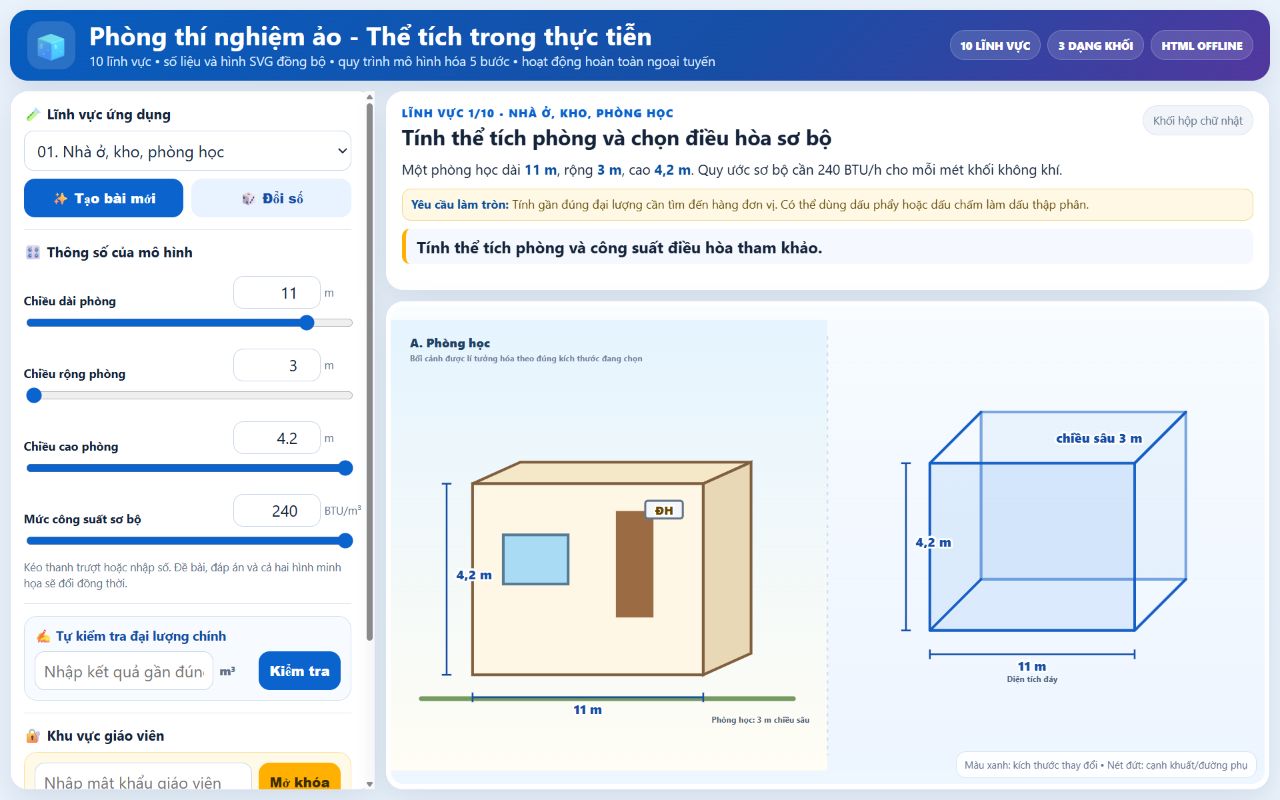 Phòng thí nghiệm ảo - Thể tích trong thực tiễn
10 lĩnh vực • số liệu và hình SVG đồng bộ • quy trình mô hình hóa 5 bước • hoạt động hoàn toàn ngoại tuyến
10 LĨNH VỰC
3 DẠNG KHỐI
HTML OFFLINE
Lĩnh vực ứng dụng
01. Nhà ở, kho, phòng học
Tạo bài mới
Đổi số
Thông số của mô hình
Chiều dài phòng
11 m
Chiều rộng phòng
3 m
Chiều cao phòng
4.2 m
Mức công suất sơ bộ
240 BTU/m³
Kéo thanh trượt hoặc nhập số. Đề bài, đáp án và cả hai hình minh
họa sẽ đổi đồng thời.
Tự kiểm tra đại lượng chính
Nhập kết quả gần đún
m³
Kiểm tra
Khu vực giáo viên
Nhập mật khẩu giáo viên
Mở khóa
LĨNH VỰC 1/10 • NHÀ Ở, KHO, PHÒNG HỌC
Khối hộp chữ nhật
Tính thể tích phòng và chọn điều hòa sơ bộ
Một phòng học dài 11 m, rộng 3 m, cao 4,2 m. Quy ước sơ bộ cần 240 BTU/h cho mỗi mét khối không khí.
Yêu cầu làm tròn: Tính gần đúng đại lượng cần tìm đến hàng đơn vị. Có thể dùng dấu phẩy hoặc dấu chấm làm dấu thập phân.
Tính thể tích phòng và công suất điều hòa tham khảo.
A. Phòng học
Bối cảnh được lí tưởng hóa theo đúng kích thước đang chọn
ĐH
4,2 m
11 m
Phòng học: 3 m chiều sâu
chiều sâu 3 m
4,2 m
11 m
Diện tích đáy
Màu xanh: kích thước thay đổi • Nét đứt: cạnh khuất/đường phụ